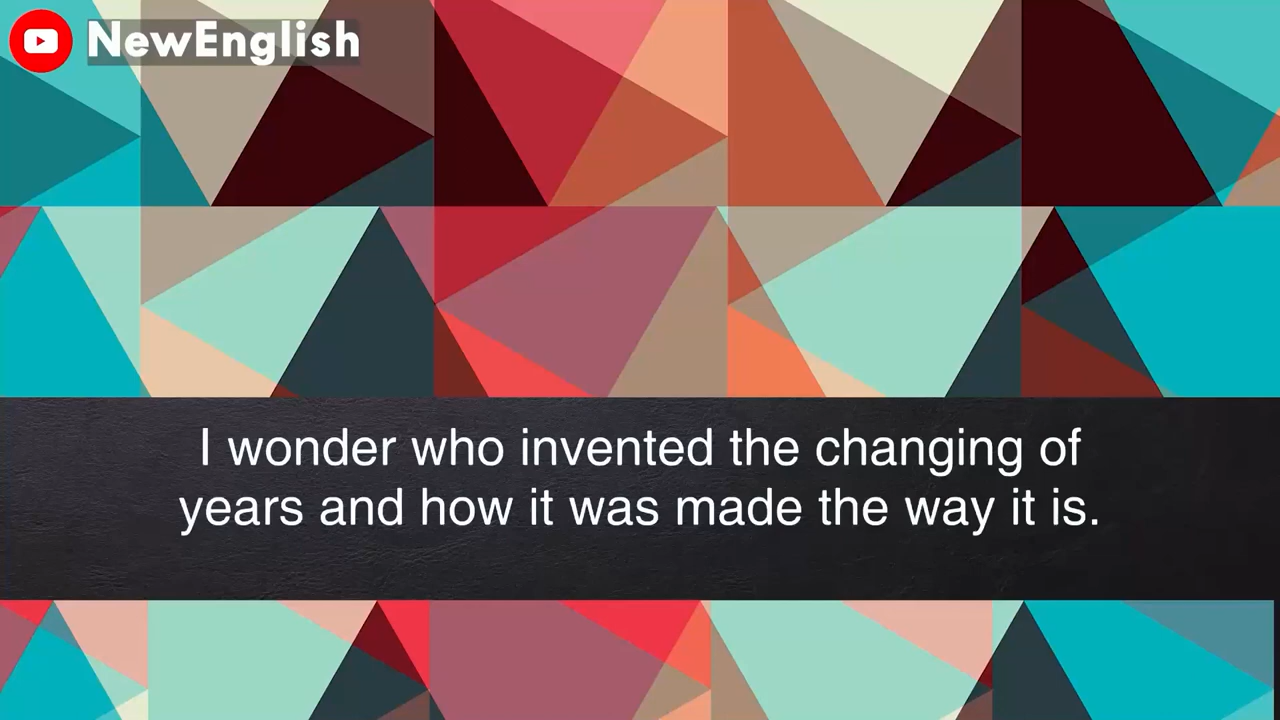 NewEnglish
I wonder who invented the changing of
years and how it was made the way it is.